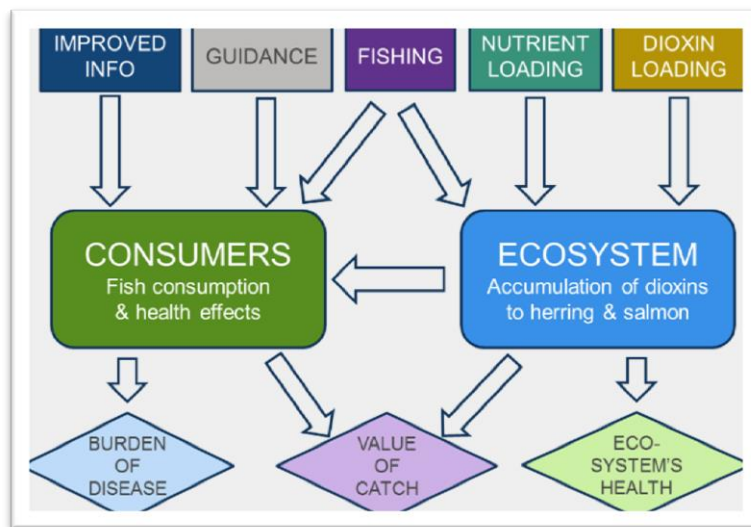 IMPROVED
INFO
GUIDANCE
FISHING
NUTRIENT
LOADING
DIOXIN
LOADING
CONSUMERS
Fish consumption
& health effects
ECOSYSTEM
Accumulation of dioxins
to herring & salmon
BURDEN
OF
DISEASE
VALUE
OF
CATCH
ECO-
SYSTEM'S
HEALTH